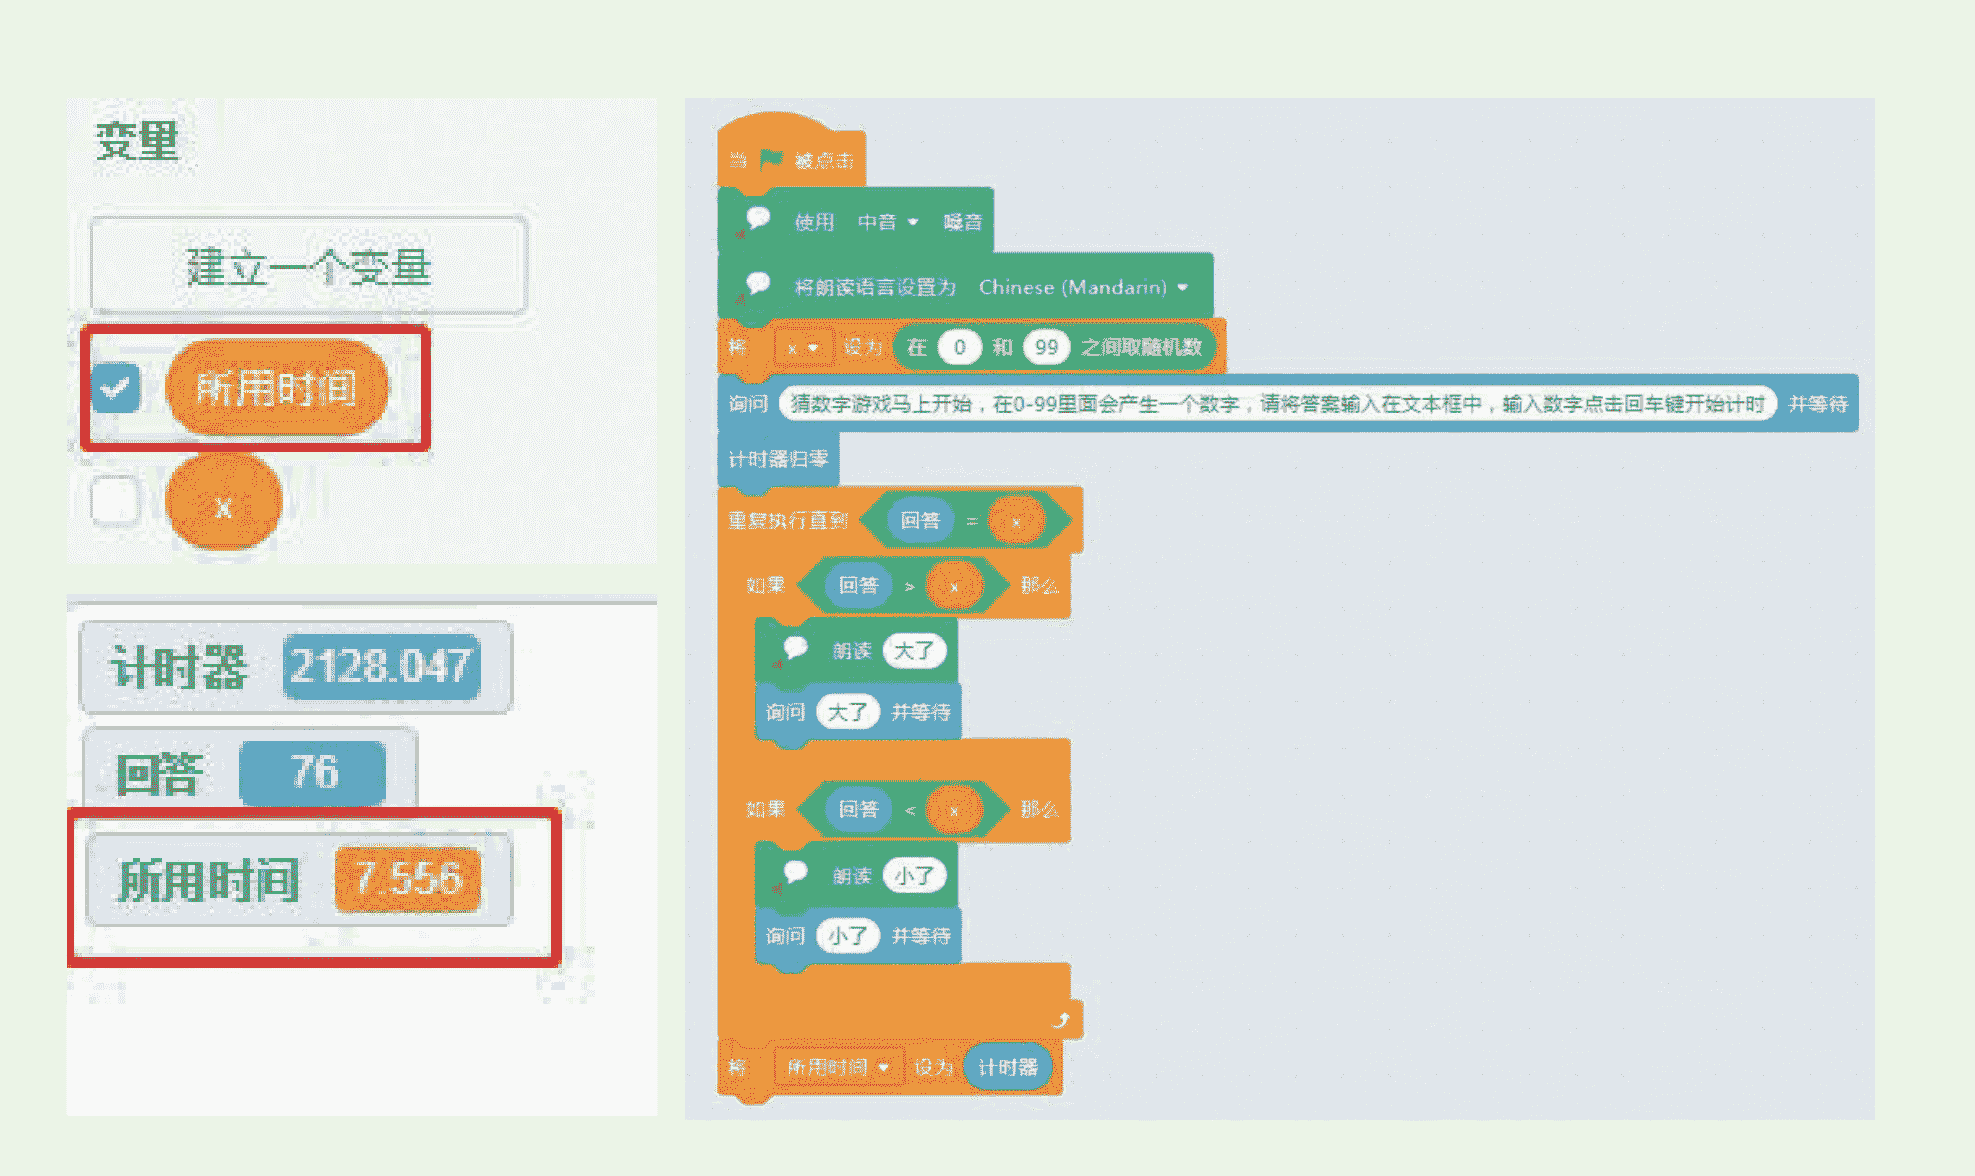 变量
建立一个变量
所用时间
x
计时器 2128.047
回答 76
所用时间 7.556
当 被点击
使用 中音 嗓音
将朗读语言设置为 Chinese (Mandarin)
将 x 设为 在 0 和 99 之间取随机数
询问 猜数字游戏马上开始，在0-99里面会产生一个数字，请将答案输入在文本框中，输入数字点击回车键开始计时 并等待
计时器归零
重复执行直到 回答 = x
如果 回答 > x 那么
朗读 大了
询问 大了 并等待
如果 回答 < x 那么
朗读 小了
询问 小了 并等待
将 所用时间 设为 计时器